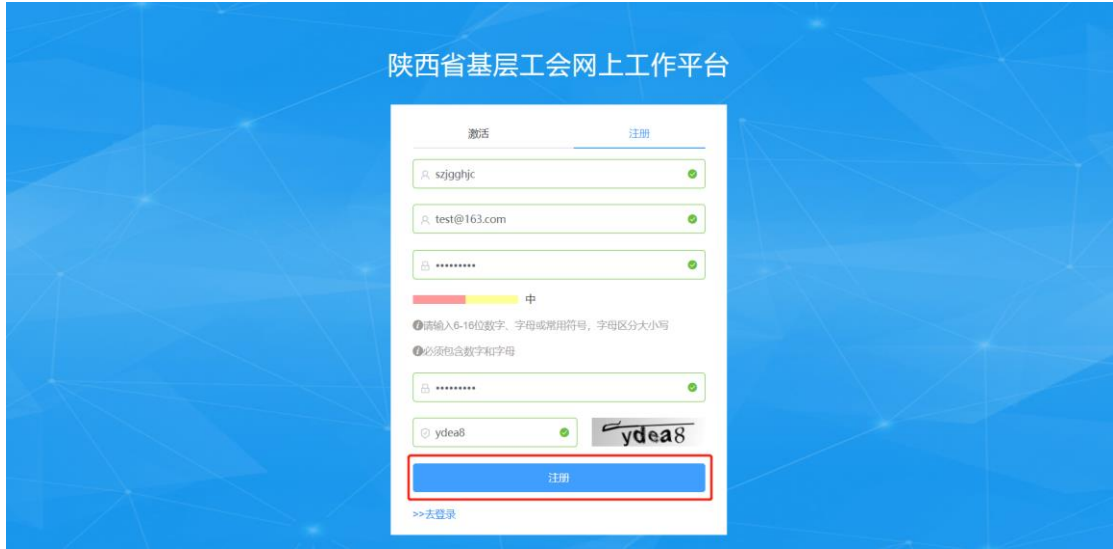 陕西省基层工会网上工作平台
激活 注册
szjgghjc
test@163.com
•••••••••
中
请输入6-16位数字、字母或常用符号，字母区分大小写
必须包含数字和字母
•••••••••
ydea8 ydea8
注册
>>去登录